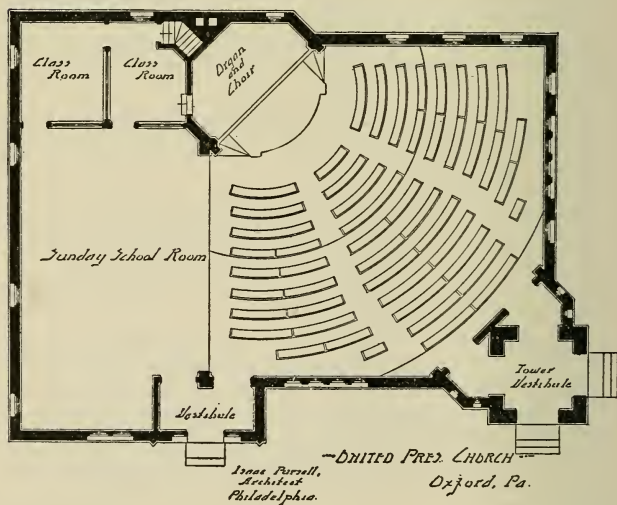 Class
Room
Class
Room
Organ
and
Choir
Sunday School Room
Vestibule
Tower
Vestibule
Isaac Pursell,
Architect
Philadelphia.
-UNITED PRES. CHURCH-
Oxford, Pa.